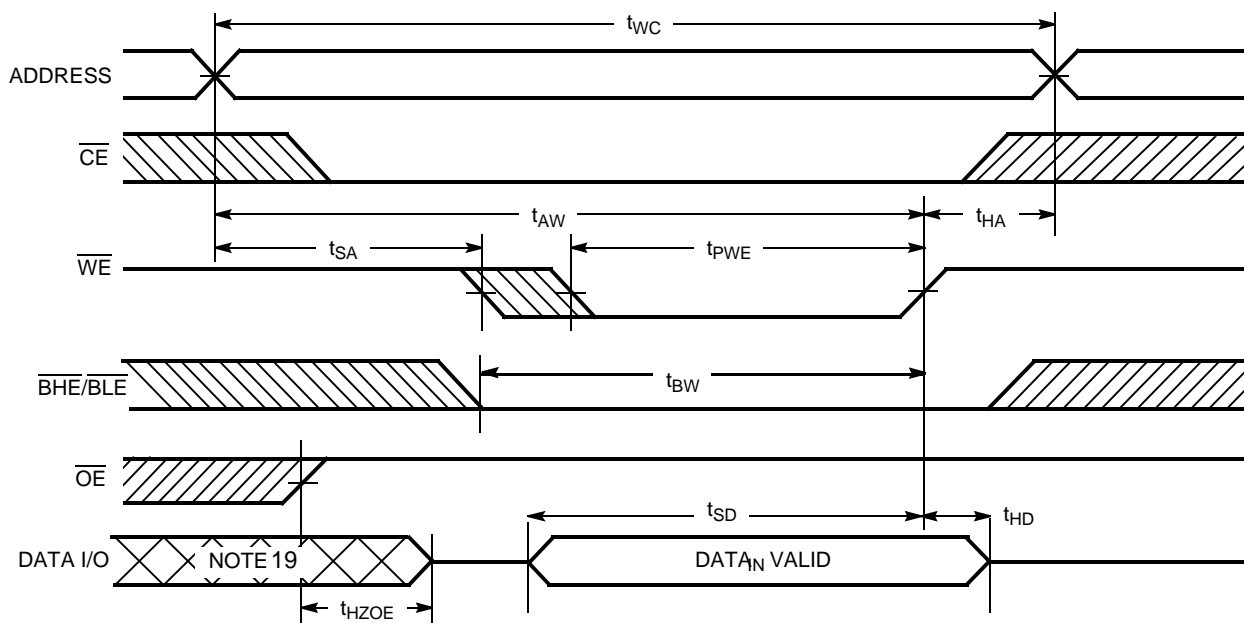 tWC
ADDRESS
CE
tAW
tHA
tSA
tPWE
WE
BHE/BLE
tBW
OE
tSD
tHD
DATA I/O
NOTE 19
DATAIN VALID
tHZOE